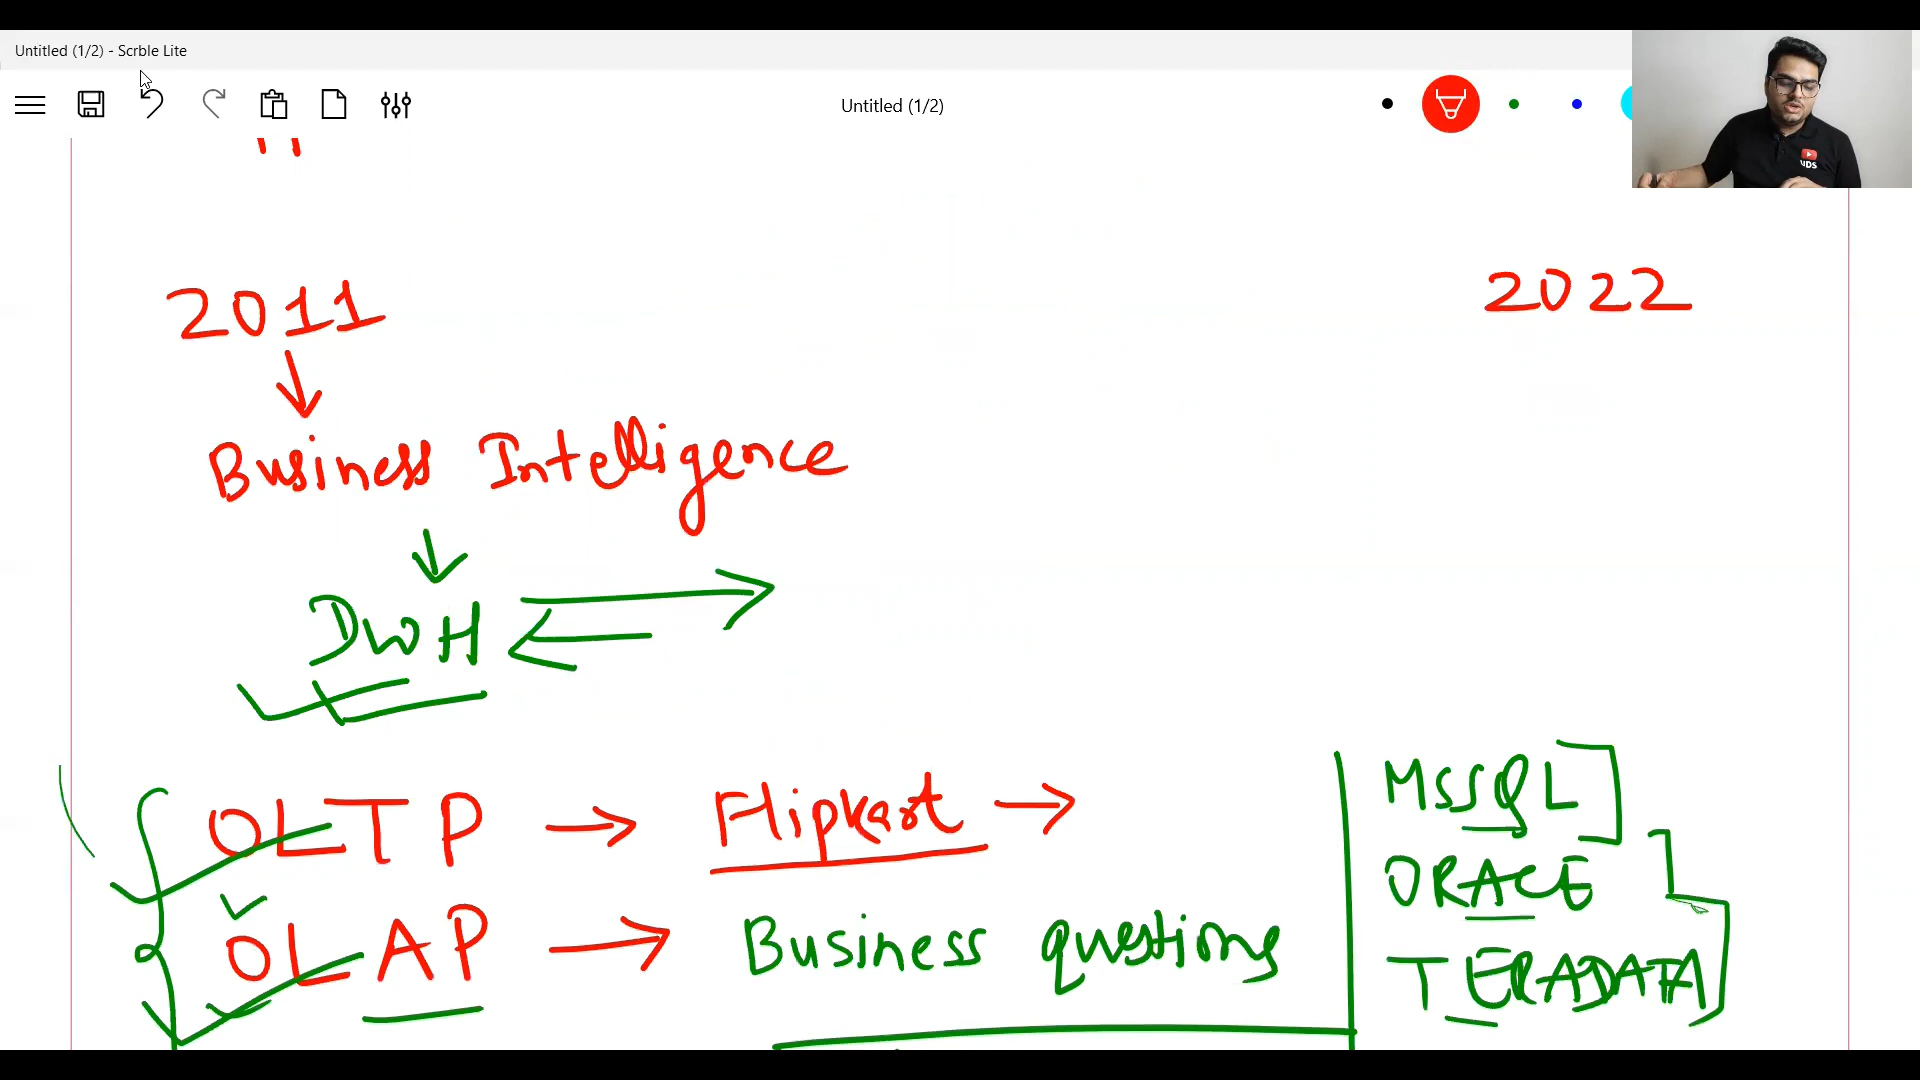 Untitled (1/2) - Scrble Lite
Untitled (1/2)
NDS
2011
2022
Business Intelligence
DWH
OLTP → Flipkart →
MSSQL
ORACE
OLAP → Business questions
TERADATA